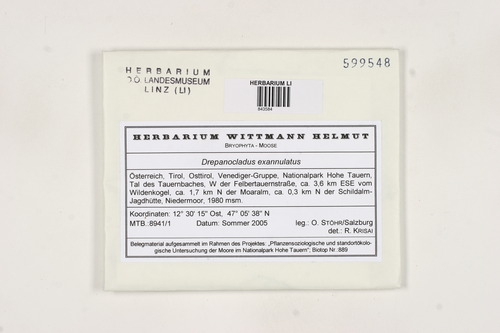 599548
HERBARIUM
OÖ. LANDESMUSEUM
LINZ (LI)
HERBARIUM LI
843584
HERBARIUM WITTMANN HELMUT
BRYOPHYTA - MOOSE
Drepanocladus exannulatus
Österreich, Tirol, Osttirol, Venediger-Gruppe, Nationalpark Hohe Tauern,
Tal des Tauernbaches, W der Felbertauernstraße, ca. 3,6 km ESE vom
Wildenkogel, ca. 1,7 km N der Moaralm, ca. 0,3 km N der Schildalm-
Jagdhütte, Niedermoor, 1980 msm.
Koordinaten: 12° 30' 15" Ost, 47° 05' 38" N
MTB.:8941/1 Datum: Sommer 2005 leg.: O. STÖHR/Salzburg
det.: R. KRISAI
Belegmaterial aufgesammelt im Rahmen des Projektes: „Pflanzensoziologische und standortökolo-
gische Untersuchung der Moore im Nationalpark Hohe Tauern"; Biotop Nr.:889